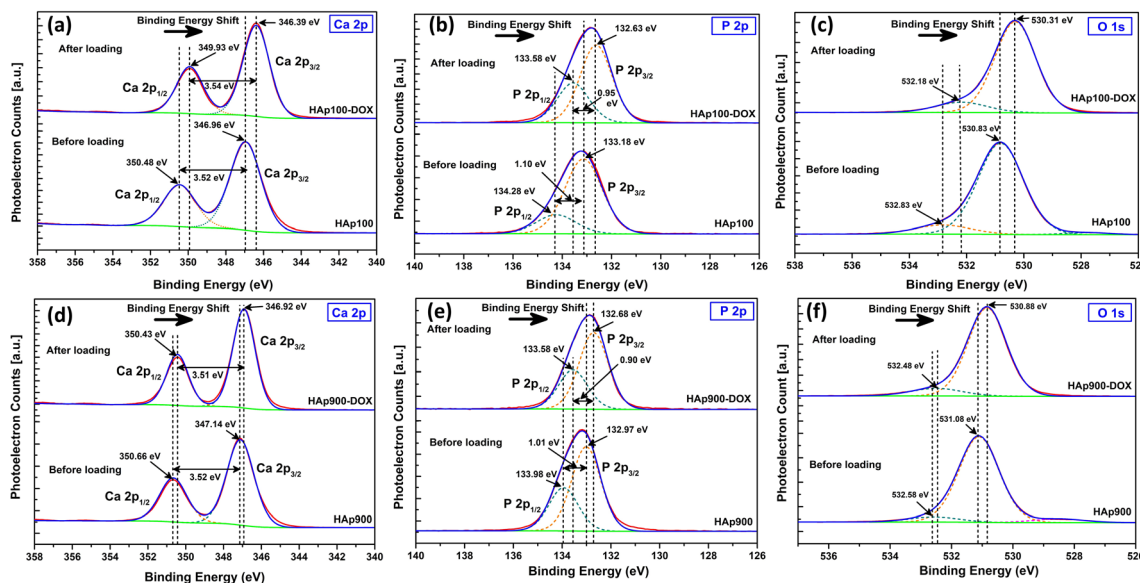 (a)
Binding Energy Shift
346.39 eV
Ca 2p
After loading
349.93 eV
Ca 2p1/2
Ca 2p3/2
3.54 eV
HAp100-DOX
Before loading
346.96 eV
350.48 eV
Ca 2p1/2
3.52 eV
Ca 2p3/2
HAp100
Photoelectron Counts [a.u.]
358 356 354 352 350 348 346 344 342 340
Binding Energy (eV)
(b)
Binding Energy Shift
132.63 eV
P 2p
After loading
133.58 eV
P 2p3/2
P 2p1/2
0.95
eV
HAp100-DOX
Before loading
1.10 eV
133.18 eV
134.28 eV
P 2p3/2
P 2p1/2
HAp100
Photoelectron Counts [a.u.]
140 138 136 134 132 130 128 126
Binding Energy (eV)
(c)
Binding Energy Shift
530.31 eV
O 1s
After loading
532.18 eV
HAp100-DOX
530.83 eV
Before loading
532.83 eV
HAp100
Photoelectron Counts [a.u.]
538 536 534 532 530 528 526
Binding Energy (eV)
(d)
Binding Energy Shift
346.92 eV
Ca 2p
After loading
350.43 eV
Ca 2p3/2
Ca 2p1/2
3.51 eV
HAp900-DOX
347.14 eV
Before loading
350.66 eV
3.52 eV
Ca 2p3/2
Ca 2p1/2
HAp900
Photoelectron Counts [a.u.]
358 356 354 352 350 348 346 344 342 340
Binding Energy (eV)
(e)
Binding Energy Shift
132.68 eV
P 2p
After loading
133.58 eV
P 2p3/2
0.90 eV
P 2p1/2
HAp900-DOX
Before loading
1.01 eV
132.97 eV
133.98 eV
P 2p3/2
P 2p1/2
HAp900
Photoelectron Counts [a.u.]
140 138 136 134 132 130 128 126
Binding Energy (eV)
(f)
Binding Energy Shift
530.88 eV
O 1s
After loading
532.48 eV
HAp900-DOX
531.08 eV
Before loading
532.58 eV
HAp900
Photoelectron Count [a.u.]
536 534 532 530 528 526
Binding Energy (eV)